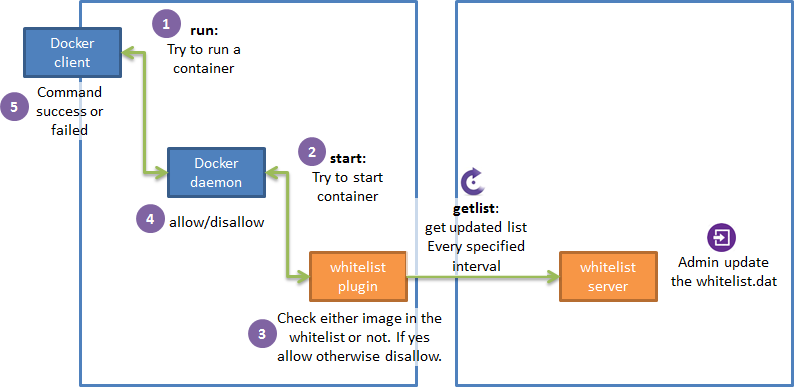 1
run:
Try to run a
container
Docker
client
5
Command
success or
failed
2
start:
Try to start
container
Docker
daemon
4
allow/disallow
getlist:
get updated list
Every specified
interval
whitelist
plugin
3
Check either image in the
whitelist or not. If yes
allow otherwise disallow.
whitelist
server
Admin update
the whitelist.dat